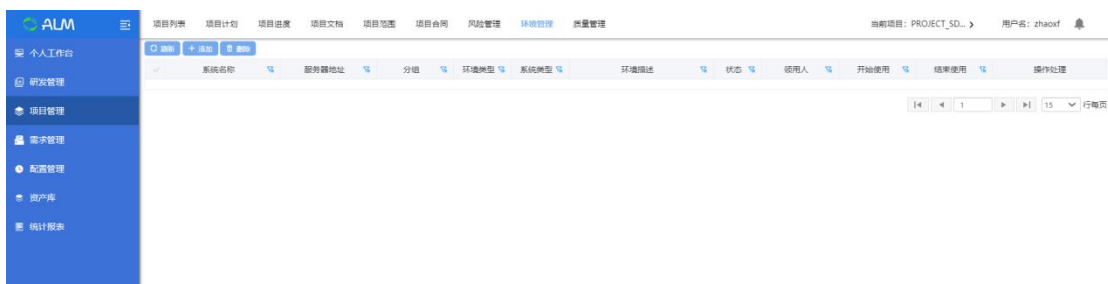 ALM
项目列表 项目计划 项目进度 项目文档 项目范围 项目合同 风险管理 环境管理 质量管理 当前项目: PROJECT_SD... 用户名: zhaoxf
个人工作台
研发管理
项目管理
需求管理
配置管理
资产库
统计报表
刷新 添加 删除
系统名称 服务器地址 分组 环境类型 系统类型 环境描述 状态 领用人 开始使用 结束使用 操作处理
1 15 行每页